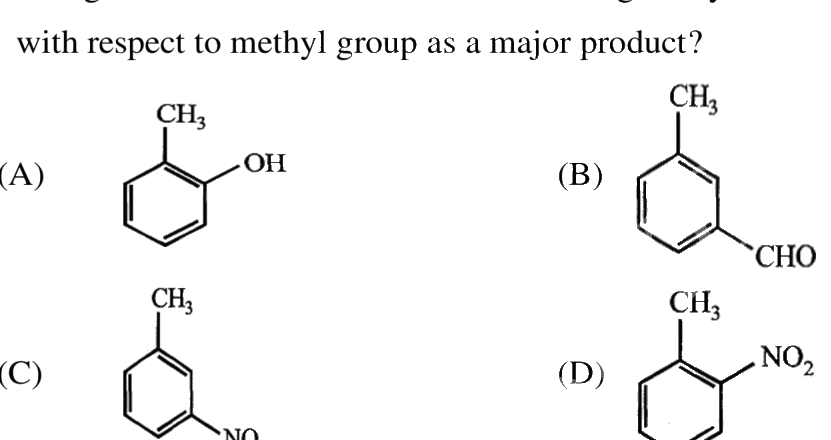 with respect to methyl group as a major product?
(A)
CH3
OH
(B)
CH3
CHO
(C)
CH3
(D)
CH3
NO2